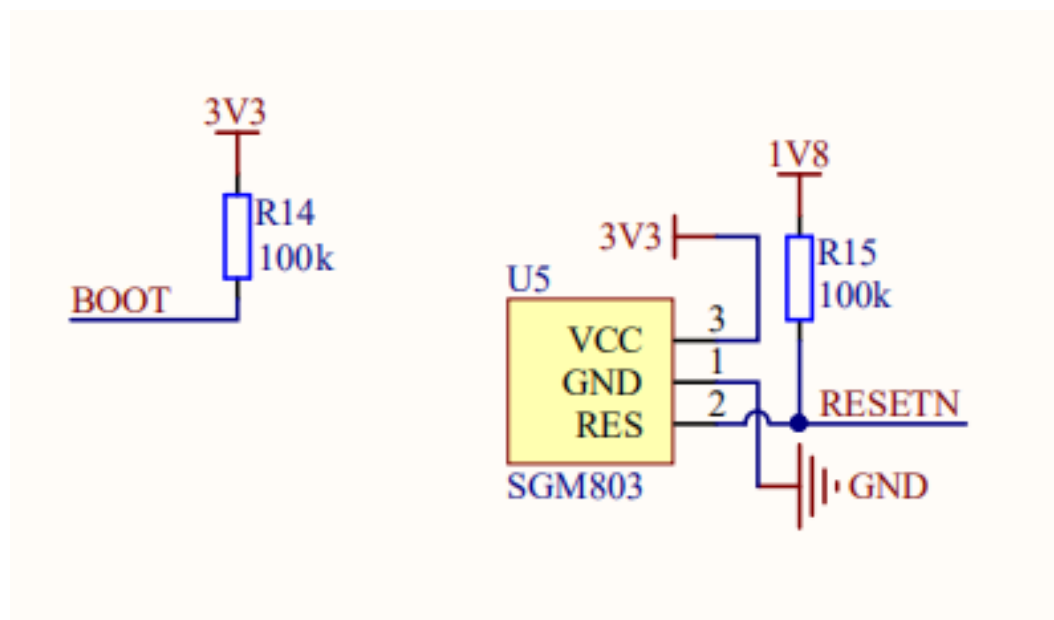 3V3
R14
100k
BOOT
1V8
3V3
R15
100k
U5
VCC
3
GND
1
RES
2
RESETN
SGM803
GND